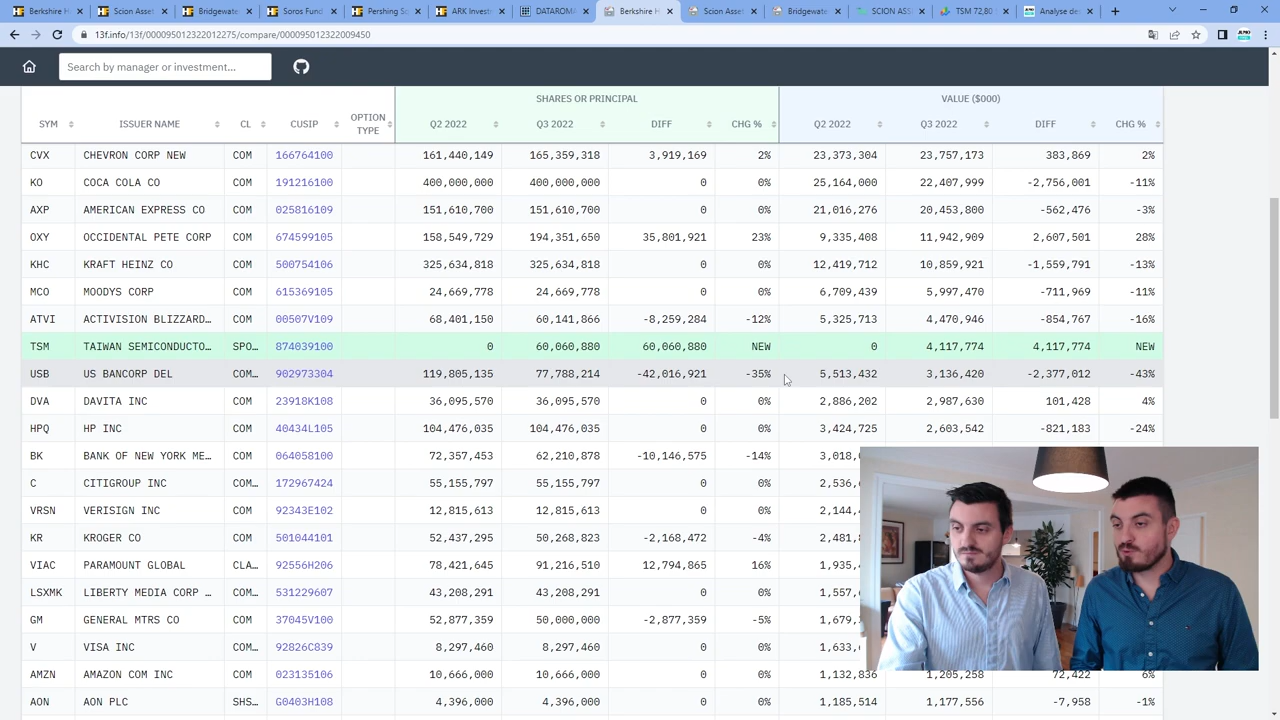 Berkshire H
Scion Asset
Bridgewate
Soros Fund
Pershing Sq
ARK Invest
DATAROMA
Berkshire H
Scion Asset
Bridgewate
SCION ASS
TSM 72,80
Analyse de
13f.info/13f/000095012322012275/compare/000095012322009450
Search by manager or investment...
SHARES OR PRINCIPAL VALUE ($000)
SYM ISSUER NAME CL CUSIP OPTION TYPE Q2 2022 Q3 2022 DIFF CHG % Q2 2022 Q3 2022 DIFF CHG %
CVX CHEVRON CORP NEW COM 166764100 161,440,149 165,359,318 3,919,169 2% 23,373,304 23,757,173 383,869 2%
KO COCA COLA CO COM 191216100 400,000,000 400,000,000 0 0% 25,164,000 22,407,999 -2,756,001 -11%
AXP AMERICAN EXPRESS CO COM 025816109 151,610,700 151,610,700 0 0% 21,016,276 20,453,800 -562,476 -3%
OXY OCCIDENTAL PETE CORP COM 674599105 158,549,729 194,351,650 35,801,921 23% 9,335,408 11,942,909 2,607,501 28%
KHC KRAFT HEINZ CO COM 500754106 325,634,818 325,634,818 0 0% 12,419,712 10,859,921 -1,559,791 -13%
MCO MOODYS CORP COM 615369105 24,669,778 24,669,778 0 0% 6,709,439 5,997,470 -711,969 -11%
ATVI ACTIVISION BLIZZARD… COM 00507V109 68,401,150 60,141,866 -8,259,284 -12% 5,325,713 4,470,946 -854,767 -16%
TSM TAIWAN SEMICONDUCTO… SPO… 874039100 0 60,060,880 60,060,880 NEW 0 4,117,774 4,117,774 NEW
USB US BANCORP DEL COM… 902973304 119,805,135 77,788,214 -42,016,921 -35% 5,513,432 3,136,420 -2,377,012 -43%
DVA DAVITA INC COM 23918K108 36,095,570 36,095,570 0 0% 2,886,202 2,987,630 101,428 4%
HPQ HP INC COM 40434L105 104,476,035 104,476,035 0 0% 3,424,725 2,603,542 -821,183 -24%
BK BANK OF NEW YORK ME… COM 064058100 72,357,453 62,210,878 -10,146,575 -14% 3,018,
C CITIGROUP INC COM… 172967424 55,155,797 55,155,797 0 0% 2,536,
VRSN VERISIGN INC COM 92343E102 12,815,613 12,815,613 0 0% 2,144,
KR KROGER CO COM 501044101 52,437,295 50,268,823 -2,168,472 -4% 2,481,
VIAC PARAMOUNT GLOBAL CLA… 92556H206 78,421,645 91,216,510 12,794,865 16% 1,935,
LSXMK LIBERTY MEDIA CORP … COM… 531229607 43,208,291 43,208,291 0 0% 1,557,
GM GENERAL MTRS CO COM 37045V100 52,877,359 50,000,000 -2,877,359 -5% 1,679,
V VISA INC COM… 92826C839 8,297,460 8,297,460 0 0% 1,633,
AMZN AMAZON COM INC COM 023135106 10,666,000 10,666,000 0 0% 1,132,836 1,205,258 72,422 6%
AON AON PLC SHS… G0403H108 4,396,000 4,396,000 0 0% 1,185,514 1,177,556 -7,958 -1%